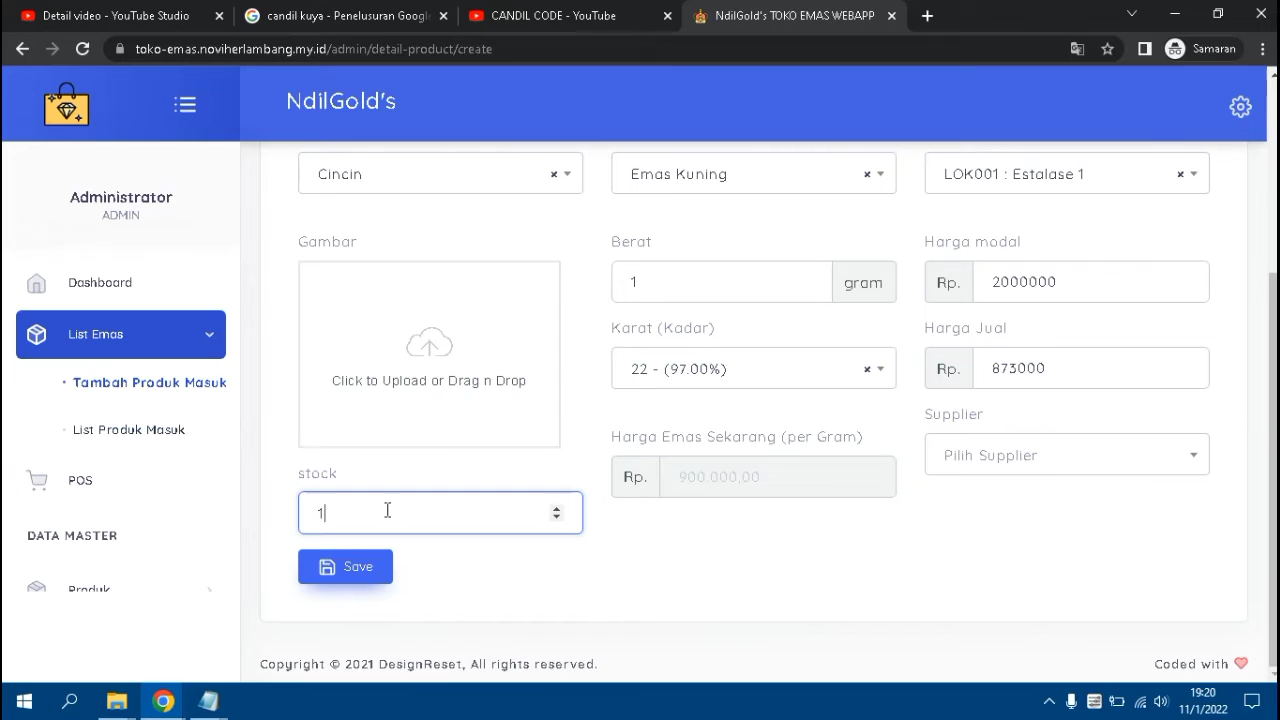 Detail video - YouTube Studio
candil kuya - Penelusuran Google
CANDIL CODE - YouTube
NdilGold's TOKO EMAS WEBAPP
toko-emas.noviherlambang.my.id/admin/detail-product/create
Samaran
NdilGold's
Administrator
ADMIN
Dashboard
List Emas
Tambah Produk Masuk
List Produk Masuk
POS
DATA MASTER
Produk
Cincin
Emas Kuning
LOK001 : Estalase 1
Gambar
Berat
Harga modal
1
gram
Rp.
2000000
Karat (Kadar)
Harga Jual
Click to Upload or Drag n Drop
22 - (97.00%)
Rp.
873000
Supplier
Harga Emas Sekarang (per Gram)
Pilih Supplier
stock
Rp.
900.000,00
1
Save
Copyright © 2021 DesignReset, All rights reserved.
Coded with
19:20
11/1/2022